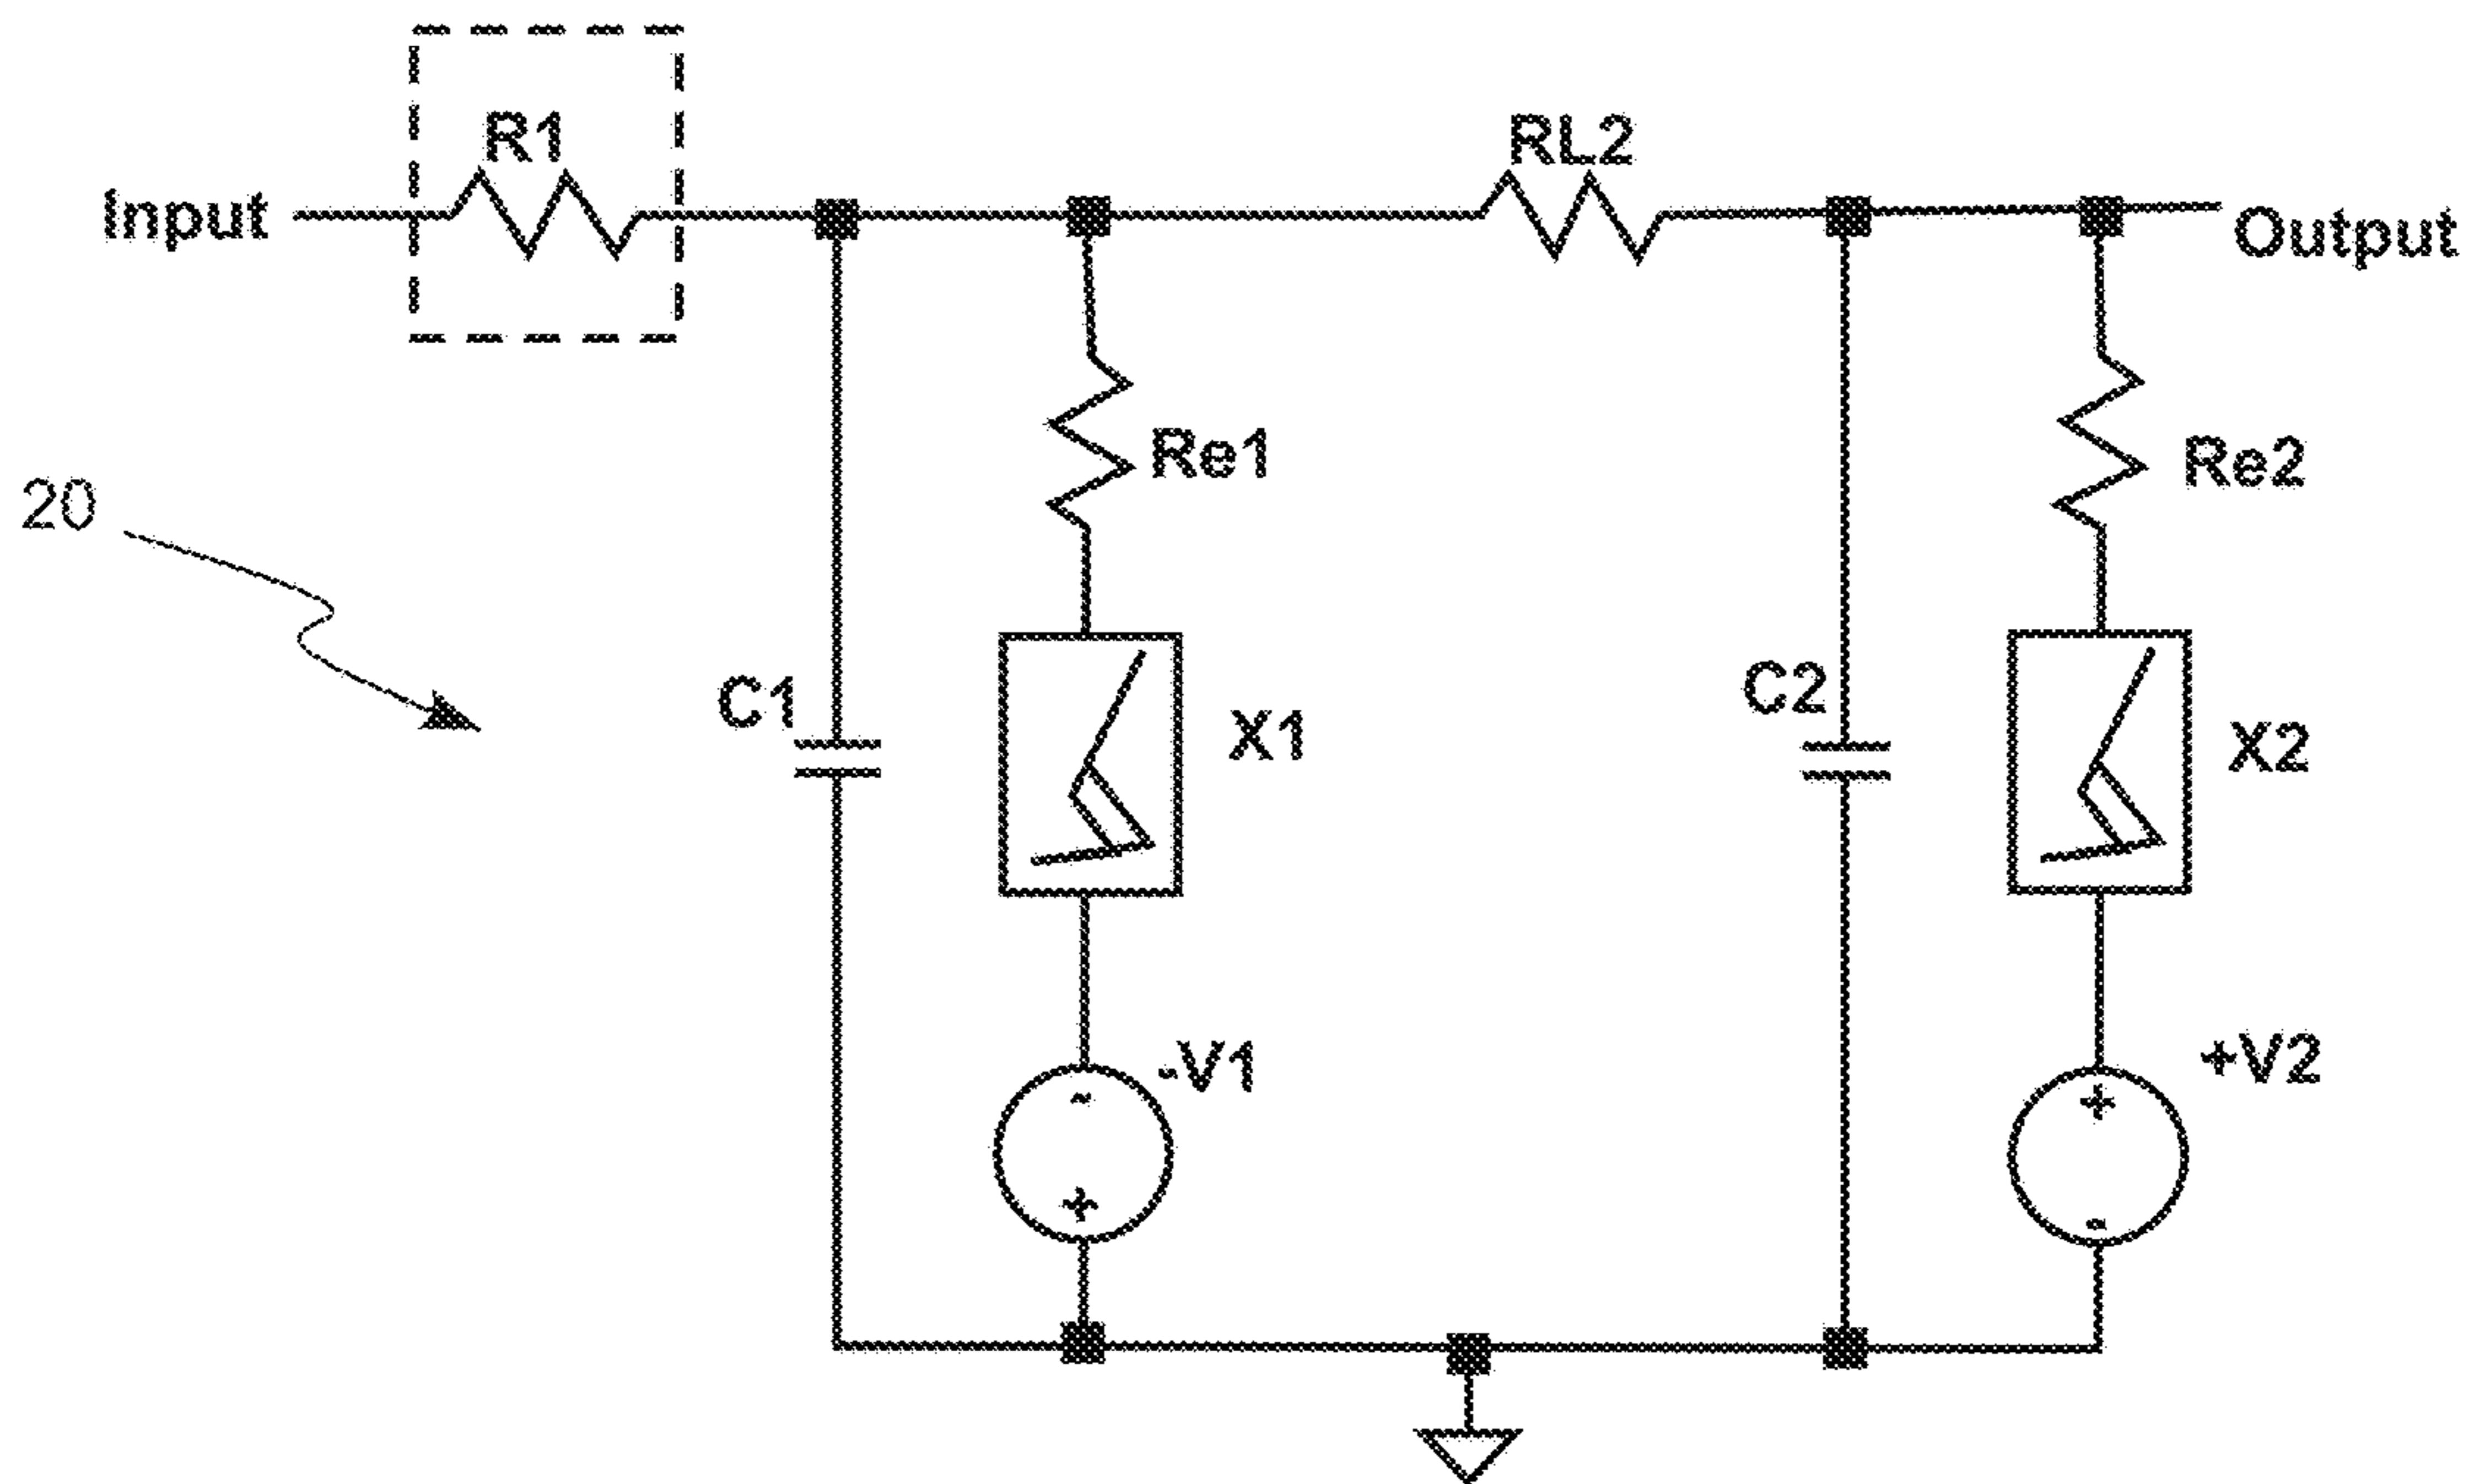 R1
RL2
Input
Output
Re1
Re2
20
C1
X1
C2
X2
-V1
+V2
-
+
+
-